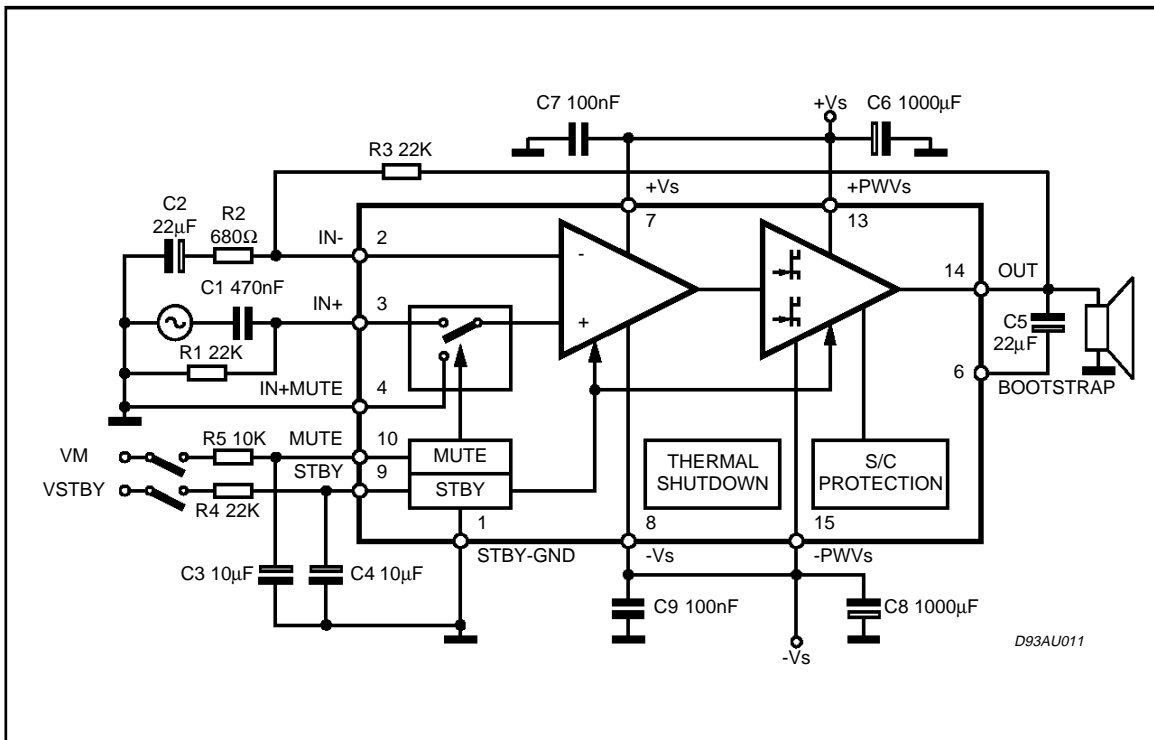 C7 100nF
+Vs
C6 1000µF
R3 22K
+Vs
+PWVs
C2
22µF
R2
680Ω
IN-
2
7
13
-
14
OUT
C1 470nF
IN+
3
+
C5
22µF
R1 22K
IN+MUTE
4
6
BOOTSTRAP
VM
R5 10K
MUTE
10
MUTE
THERMAL
SHUTDOWN
S/C
PROTECTION
VSTBY
R4 22K
STBY
9
STBY
1
8
15
STBY-GND
-Vs
-PWVs
C3 10µF
C4 10µF
C9 100nF
C8 1000µF
-Vs
D93AU011